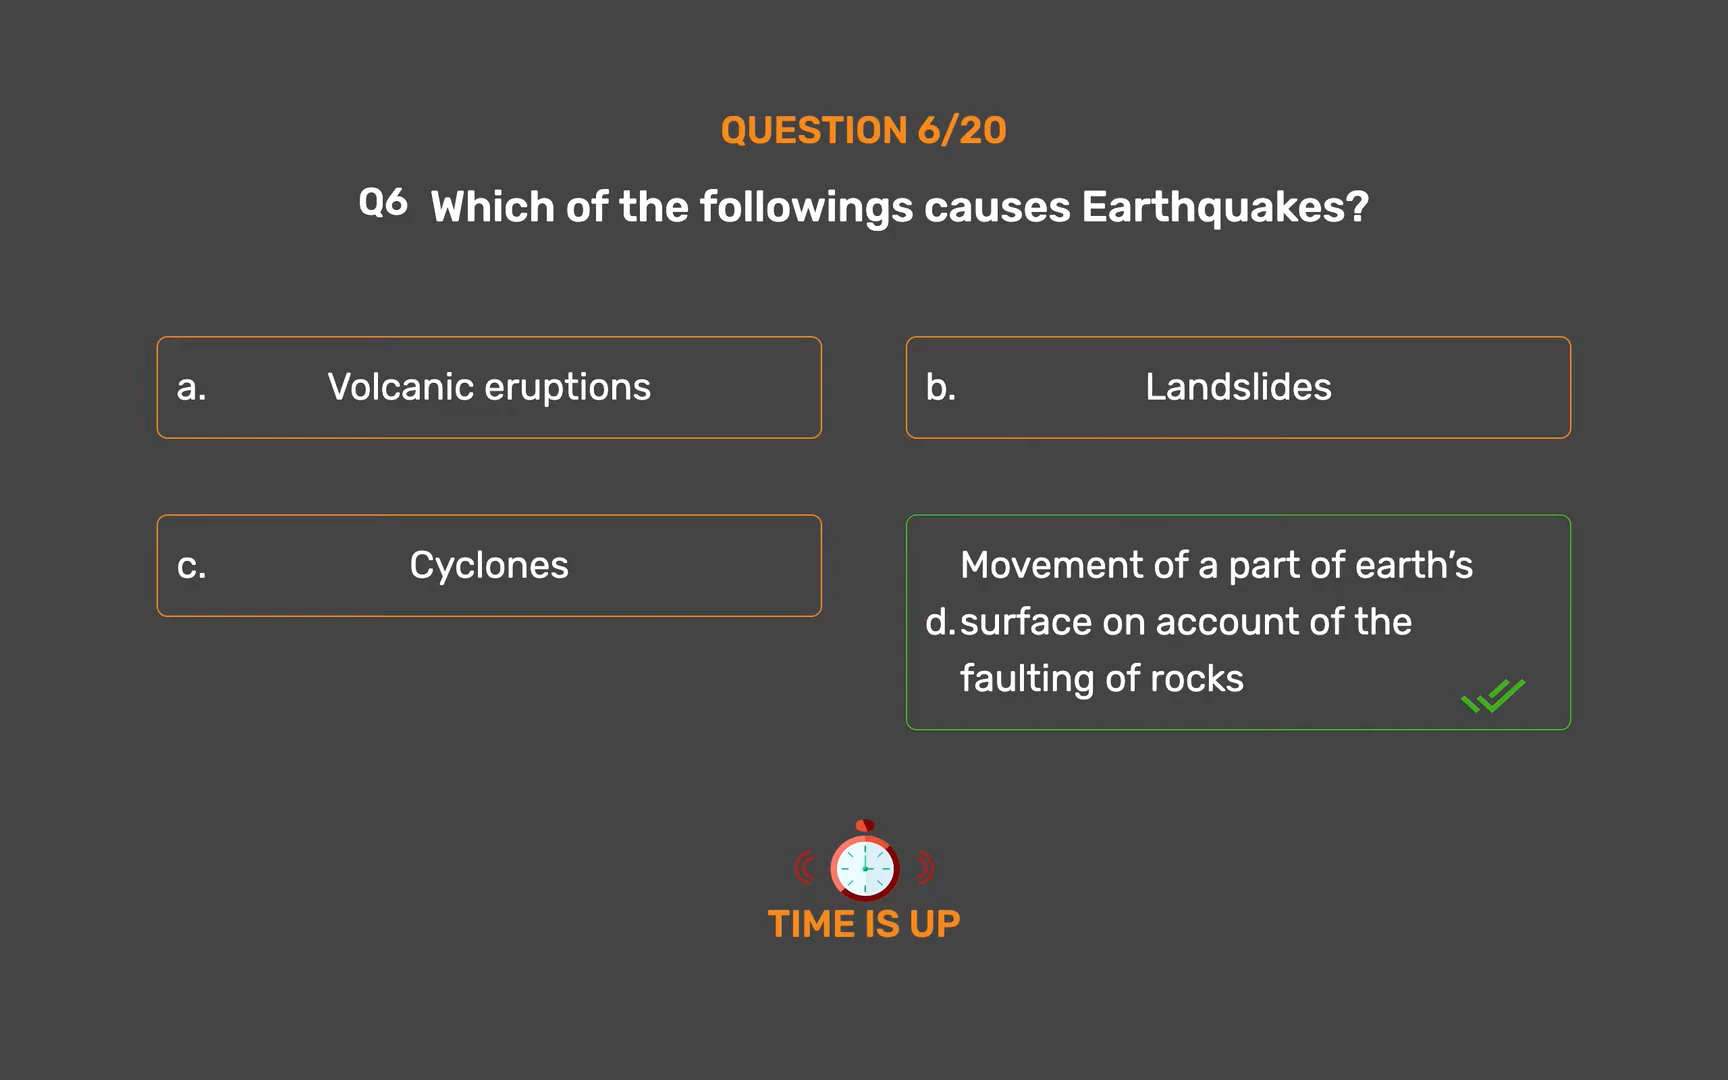 QUESTION 6/20
Q6 Which of the followings causes Earthquakes?
a. Volcanic eruptions
b. Landslides
c. Cyclones
Movement of a part of earth’s
d. surface on account of the
faulting of rocks
TIME IS UP